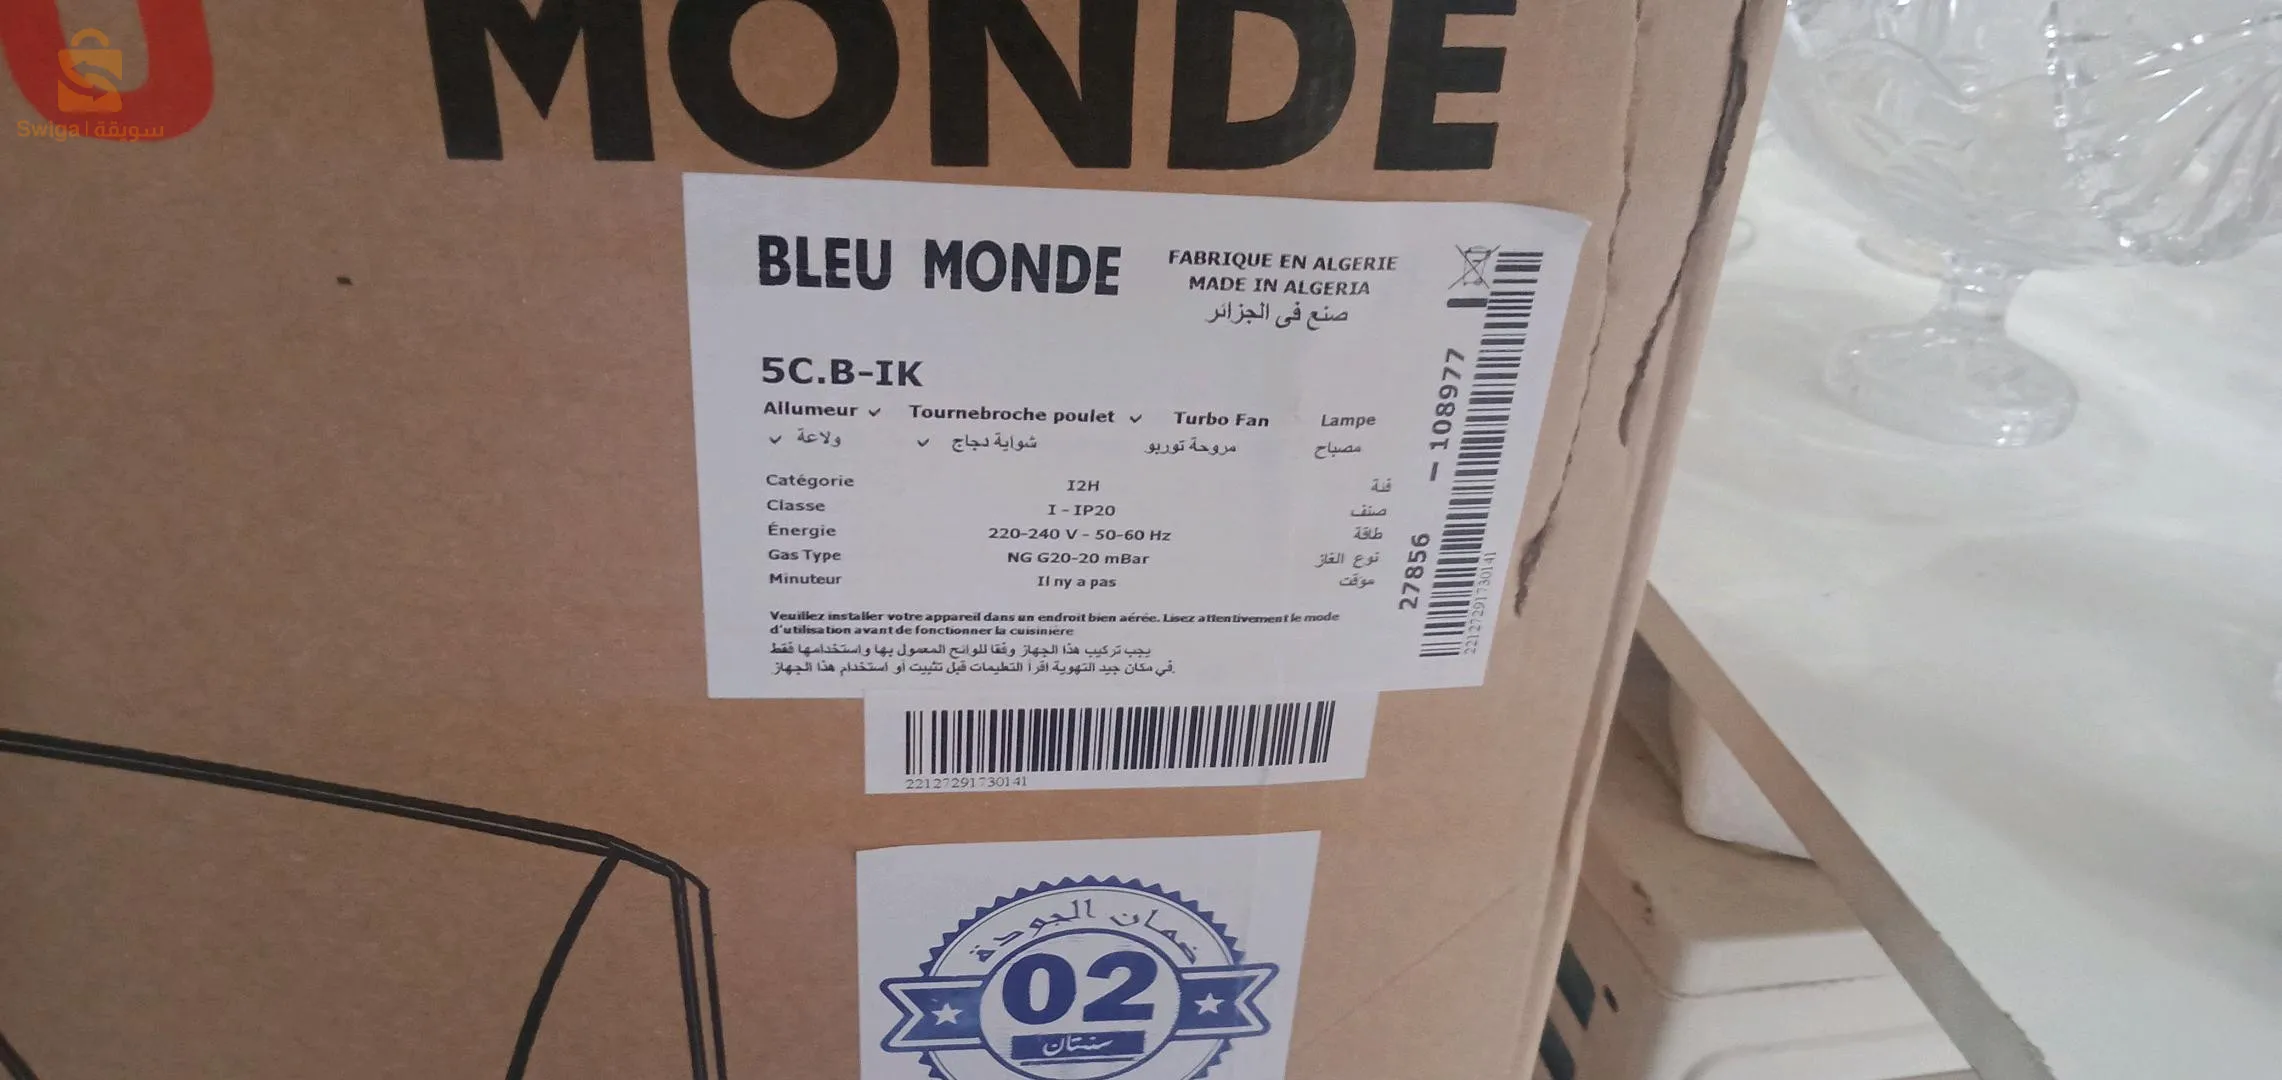 U MONDE
Swiga | سويقة
BLEU MONDE
FABRIQUE EN ALGERIE
MADE IN ALGERIA
صنع في الجزائر
5C.B-IK
Allumeur ✓ Tournebroche poulet ✓ Turbo Fan Lampe
✓ ولاعة ✓ شواية دجاج مروحة توربو مصباح
Catégorie I2H فئة
Classe I - IP20 صنف
Énergie 220-240 V - 50-60 Hz طاقة
Gas Type NG G20-20 mBar نوع الغاز
Minuteur Il ny a pas موقت
Veuillez installer votre appareil dans un endroit bien aérée. Lisez attentivement le mode
d'utilisation avant de fonctionner la cuisinière
يجب تركيب هذا الجهاز وفقا للوائح المعمول بها واستخدامها فقط
في مكان جيد التهوية اقرأ التعليمات قبل تثبيت أو استخدام هذا الجهاز.
27856 — 108977
22127291730141
22127291730141
ضمان الجودة
02
سنتان